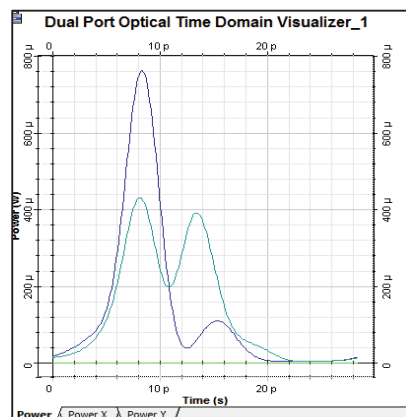 Dual Port Optical Time Domain Visualizer_1
0 10 p 20 p
800 µ 800 µ
600 µ 600 µ
400 µ 400 µ
Power (W)
200 µ 200 µ
0 0
0 10 p 20 p
Time (s)
Power Power X Power Y